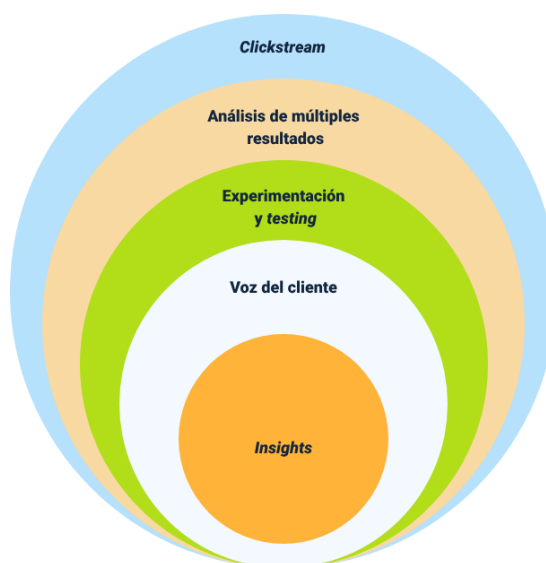 Clickstream
Análisis de múltiples
resultados
Experimentación
y testing
Voz del cliente
Insights